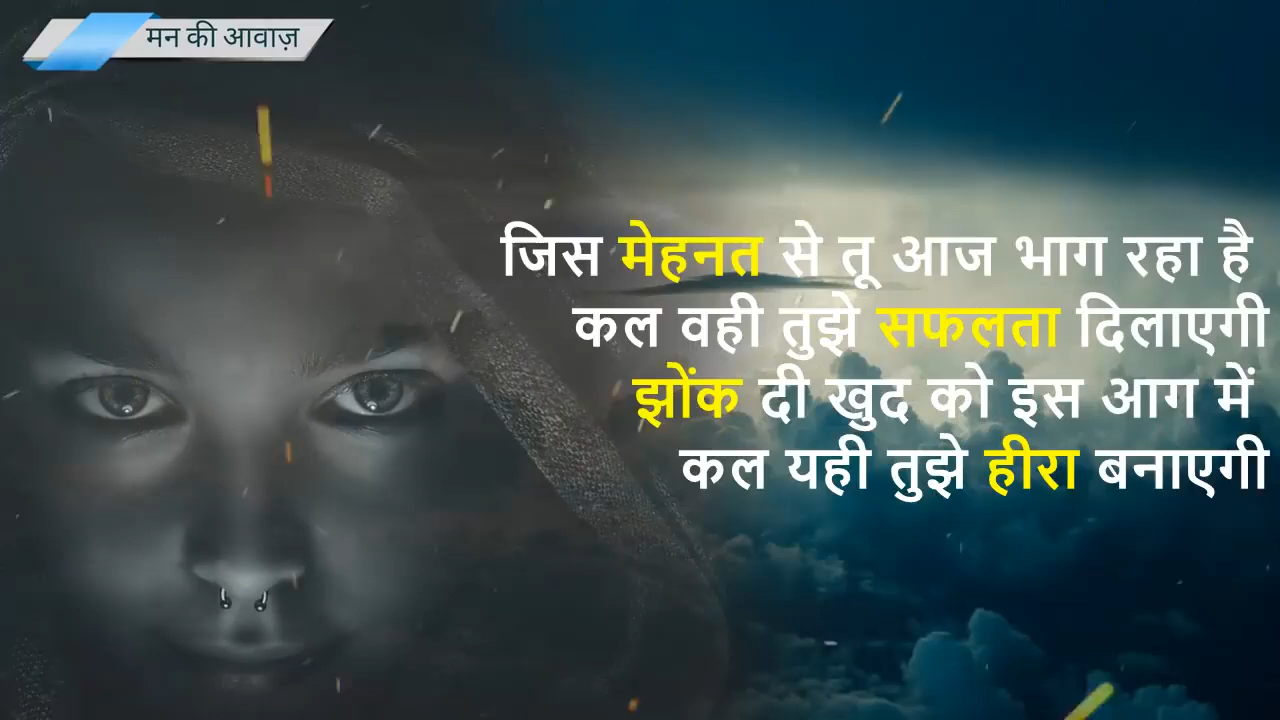 मन की आवाज़
जिस मेहनत से तू आज भाग रहा है
कल वही तुझे सफलता दिलाएगी
झोंक दी खुद को इस आग में
कल यही तुझे हीरा बनाएगी